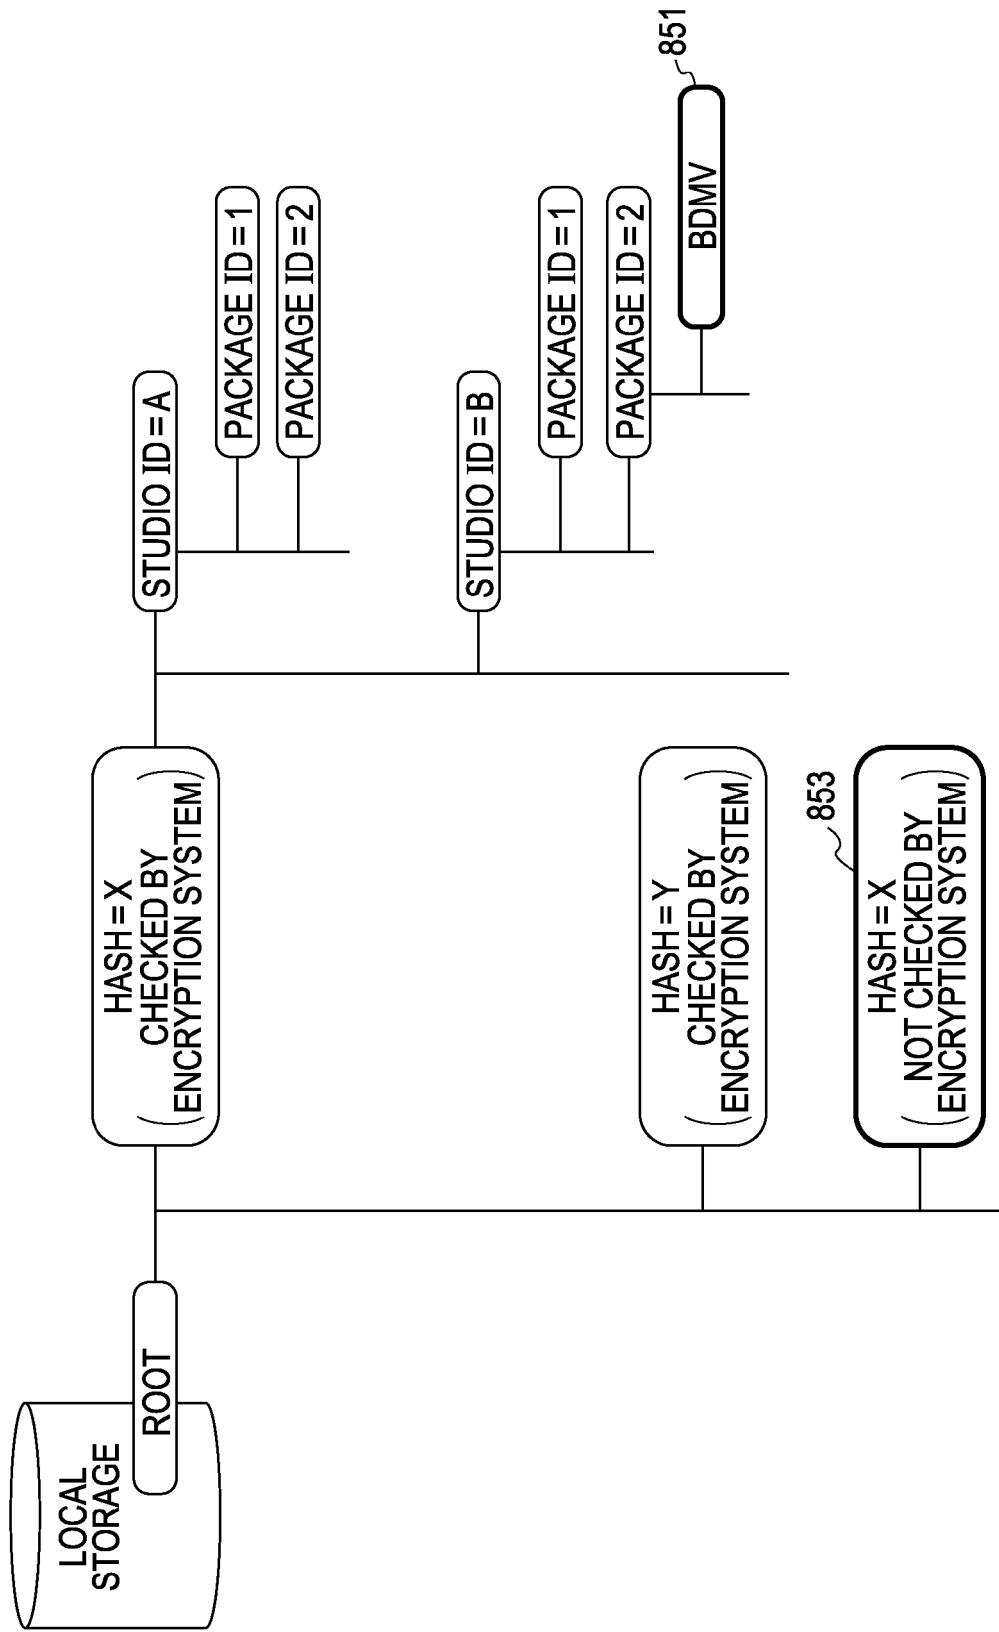 LOCAL
STORAGE
ROOT
HASH=X
CHECKED BY
ENCRYPTION SYSTEM
STUDIO ID=A
PACKAGE ID=1
PACKAGE ID=2
STUDIO ID=B
PACKAGE ID=1
PACKAGE ID=2
BDMV
851
HASH=Y
CHECKED BY
ENCRYPTION SYSTEM
853
HASH=X
NOT CHECKED BY
ENCRYPTION SYSTEM